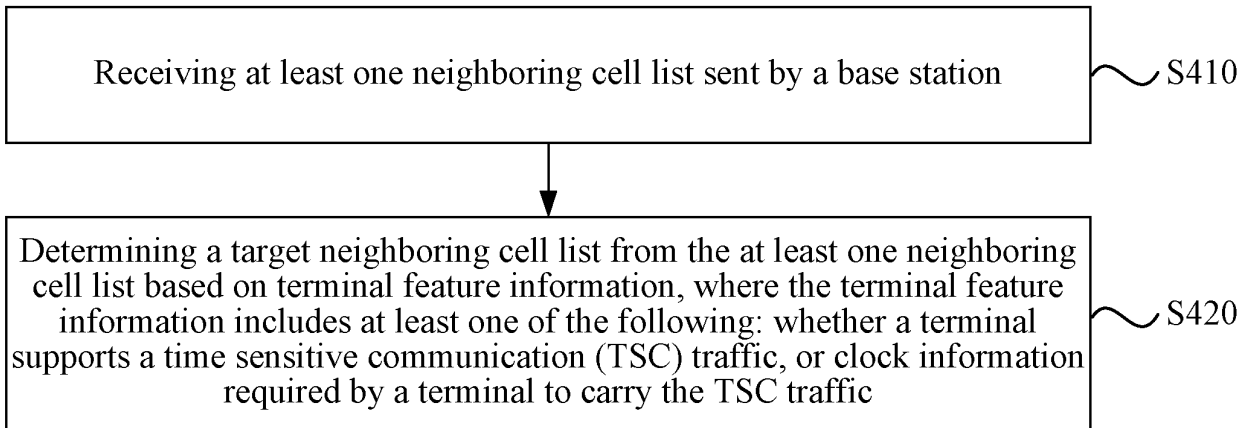 Receiving at least one neighboring cell list sent by a base station
S410
Determining a target neighboring cell list from the at least one neighboring
cell list based on terminal feature information, where the terminal feature
information includes at least one of the following: whether a terminal
supports a time sensitive communication (TSC) traffic, or clock information
required by a terminal to carry the TSC traffic
S420